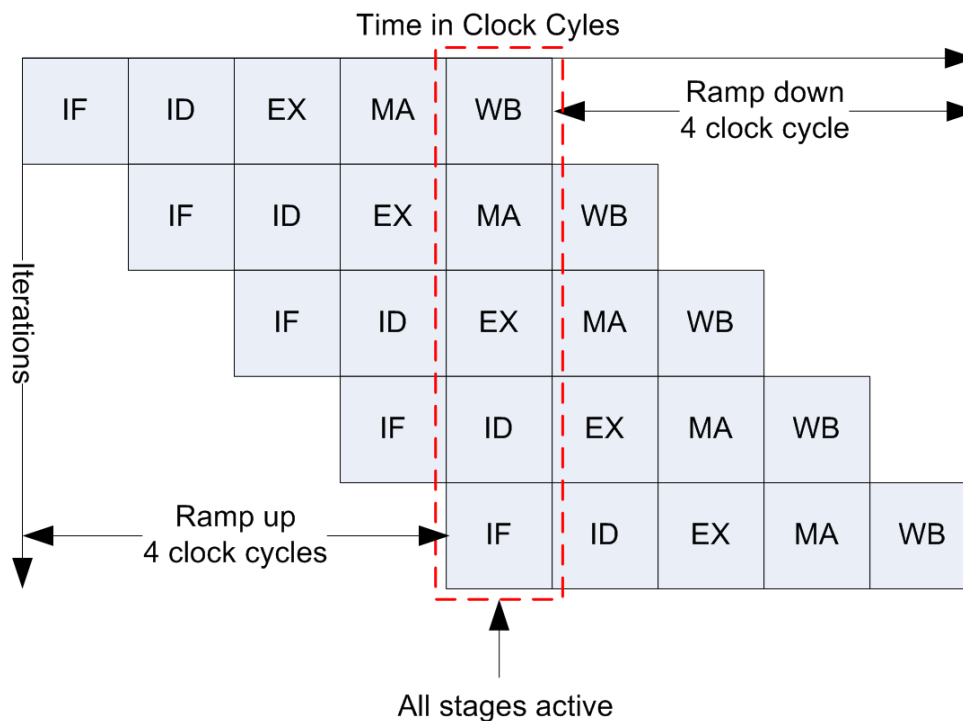 Time in Clock Cyles
IF ID EX MA WB
Ramp down
4 clock cycle
IF ID EX MA WB
Iterations
IF ID EX MA WB
IF ID EX MA WB
Ramp up
4 clock cycles
IF ID EX MA WB
All stages active